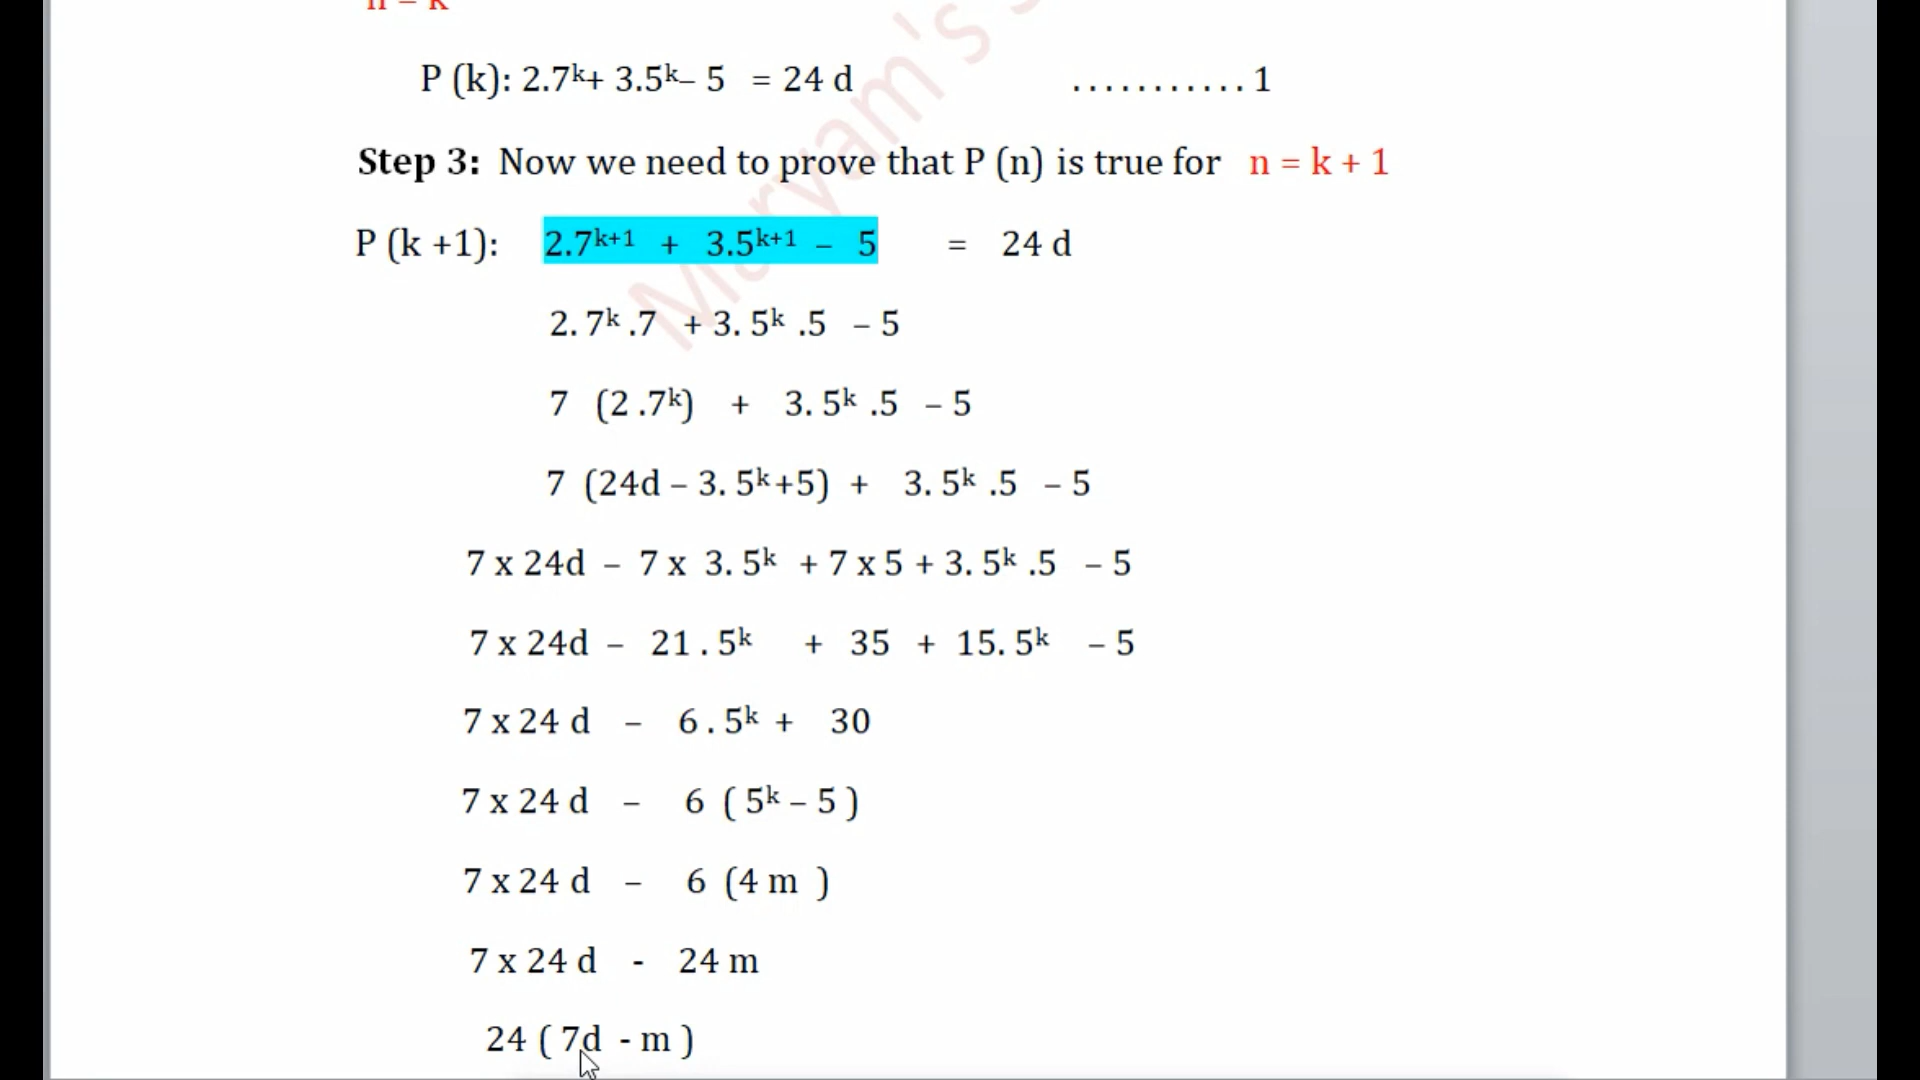 n = k
P (k): 2.7ᵏ+ 3.5ᵏ– 5 = 24 d ...........1
Step 3: Now we need to prove that P (n) is true for n = k + 1
P (k +1): 2.7ᵏ⁺¹ + 3.5ᵏ⁺¹ – 5 = 24 d
2. 7ᵏ .7 + 3. 5ᵏ .5 – 5
7 (2 .7ᵏ) + 3. 5ᵏ .5 – 5
7 (24d – 3. 5ᵏ+5) + 3. 5ᵏ .5 – 5
7 x 24d – 7 x 3. 5ᵏ + 7 x 5 + 3. 5ᵏ .5 – 5
7 x 24d – 21 . 5ᵏ + 35 + 15. 5ᵏ – 5
7 x 24 d – 6 . 5ᵏ + 30
7 x 24 d – 6 ( 5ᵏ – 5 )
7 x 24 d – 6 (4 m )
7 x 24 d - 24 m
24 ( 7d - m )
Maryam's